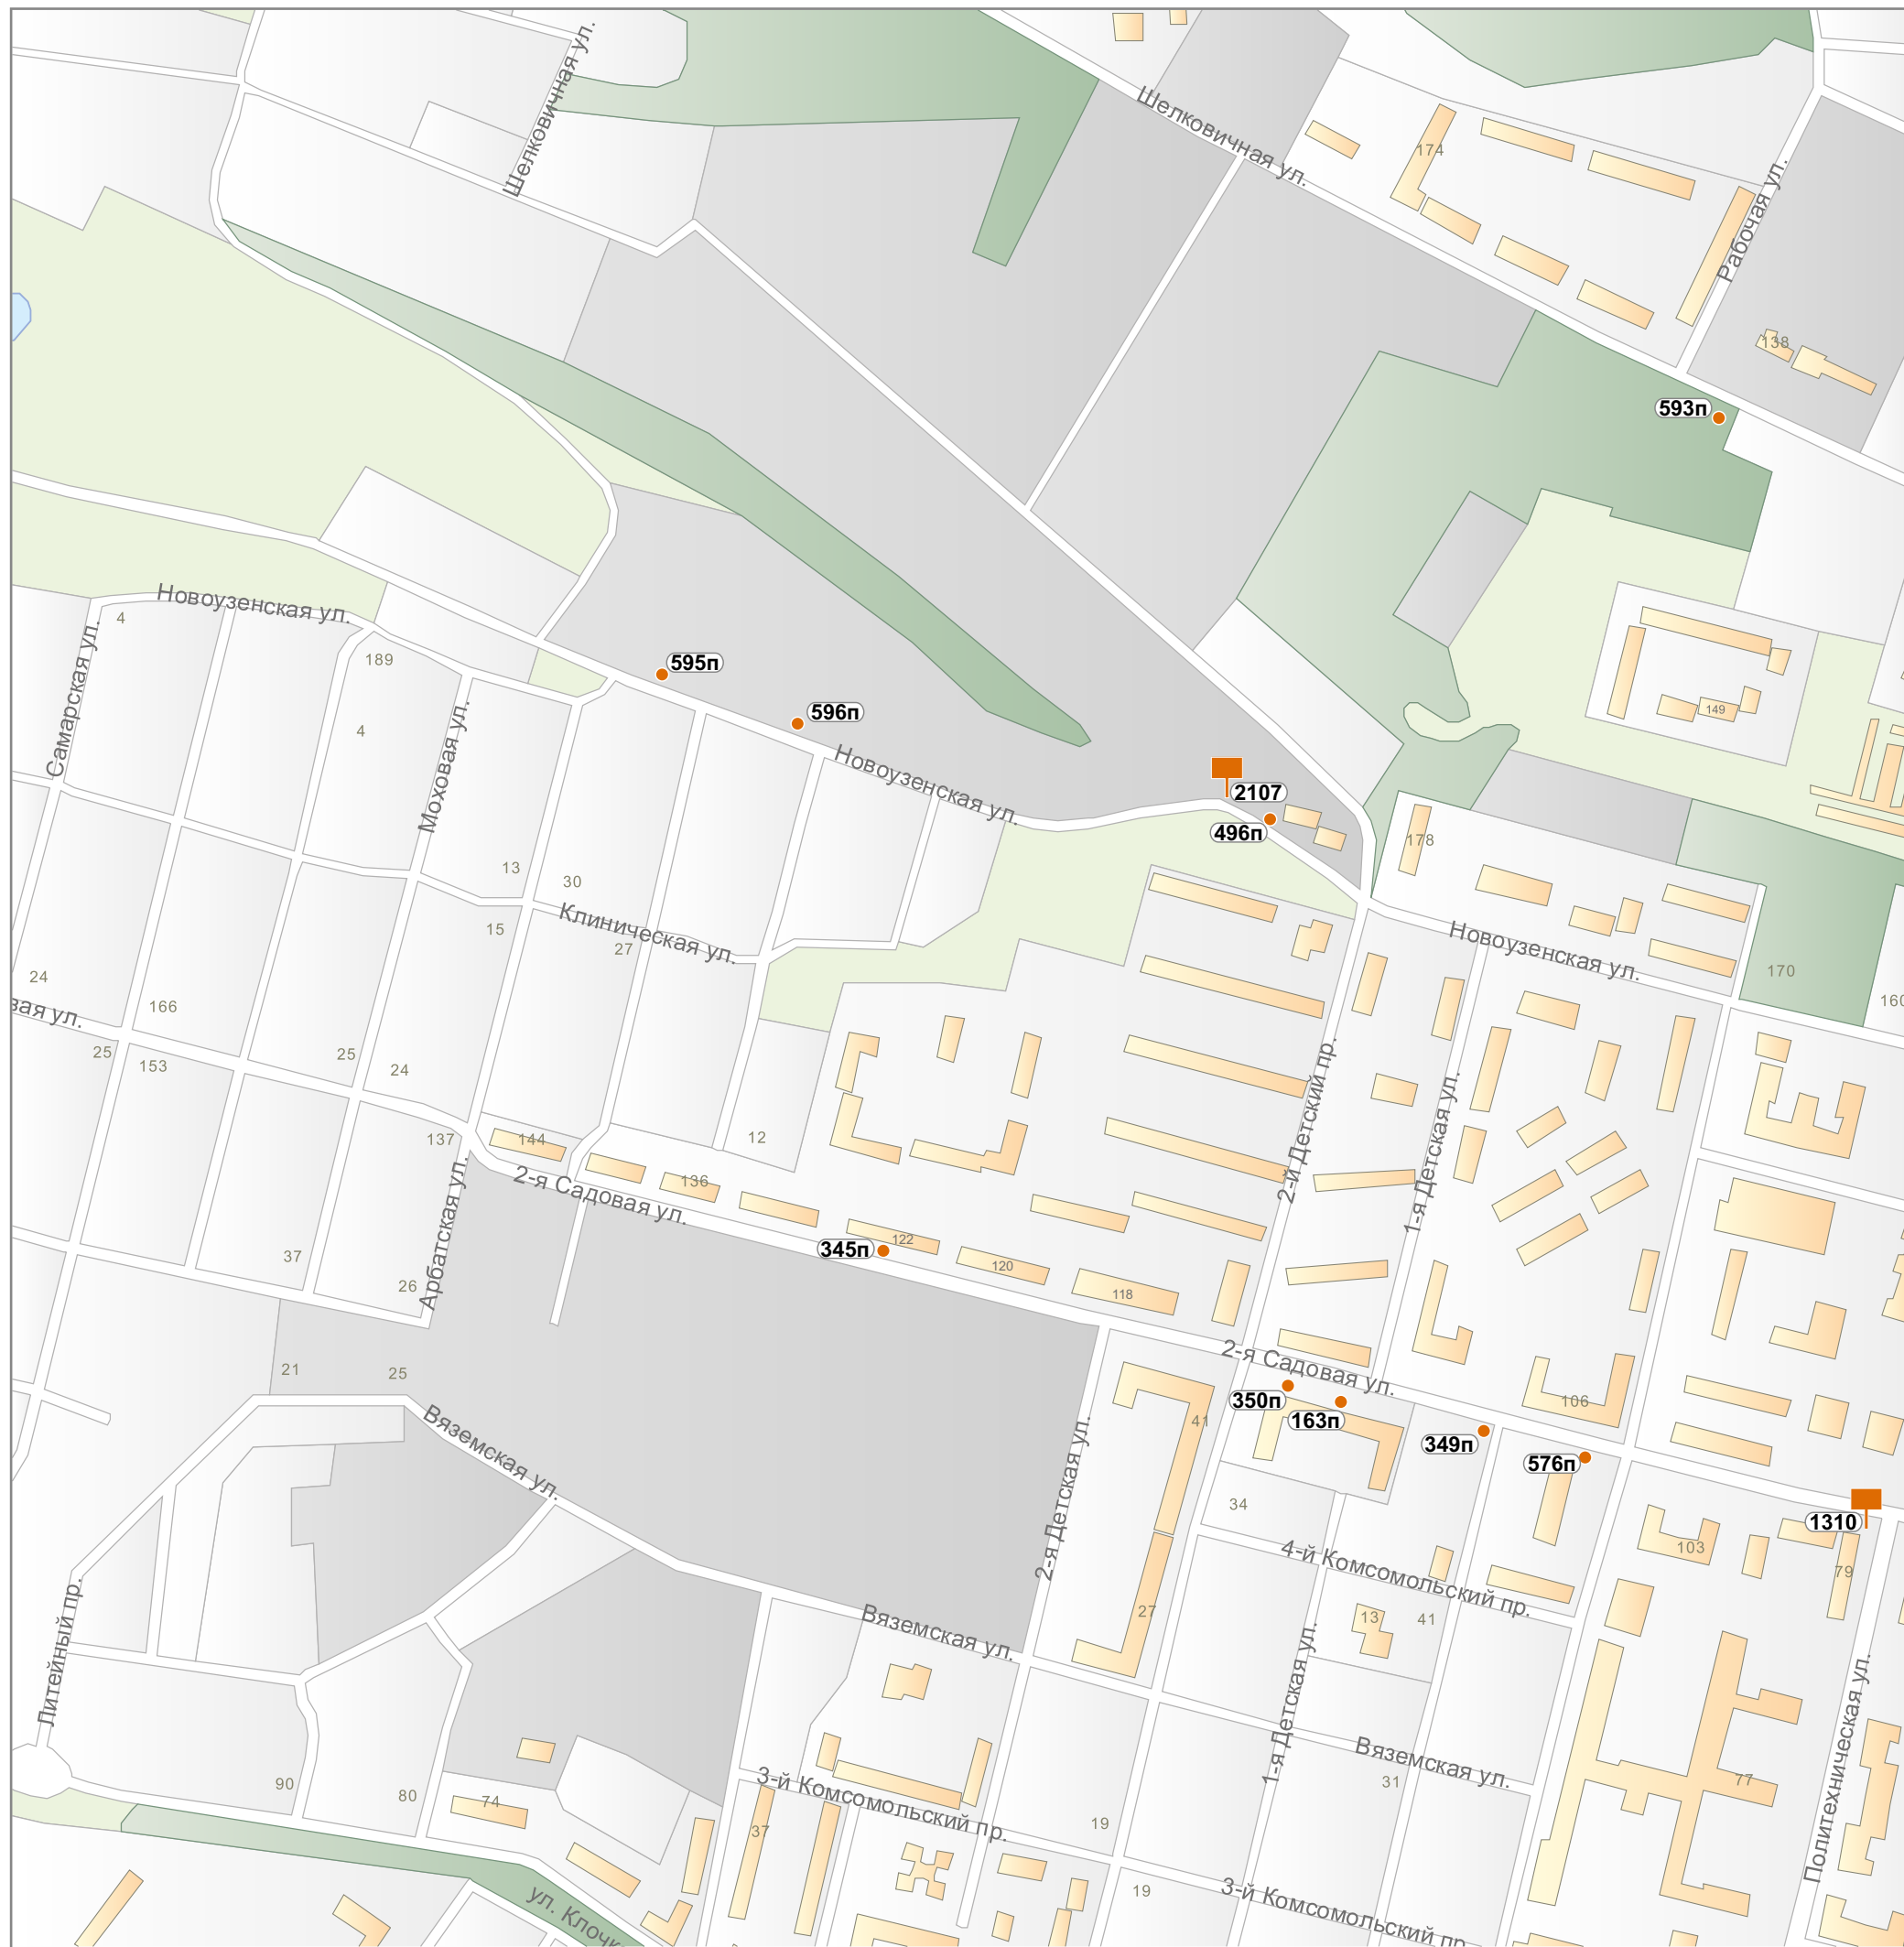 Шелковичная ул.
Шелковичная ул.
174
Рабочая ул.
138
593п
Новоузенская ул.
4
189
Самарская ул.
4
Моховая ул.
595п
596п
Новоузенская ул.
149
2107
496п
178
13
30
Клиническая ул.
15
27
Новоузенская ул.
170
160
24
166
вая ул.
25
153
25
24
137
144
12
136
2-я Садовая ул.
Арбатская ул.
2-й Детский пр.
1-я Детская ул.
345п
122
120
118
37
26
21
25
2-я Садовая ул.
350п
163п
349п
576п
106
41
Вяземская ул.
2-я Детская ул.
34
4-й Комсомольский пр.
1310
103
79
27
13
41
Вяземская ул.
Литейный пр.
1-я Детская ул.
Политехническая ул.
Вяземская ул.
31
77
90
80
74
3-й Комсомольский пр.
37
19
19
3-й Комсомольский пр.
ул. Клочк